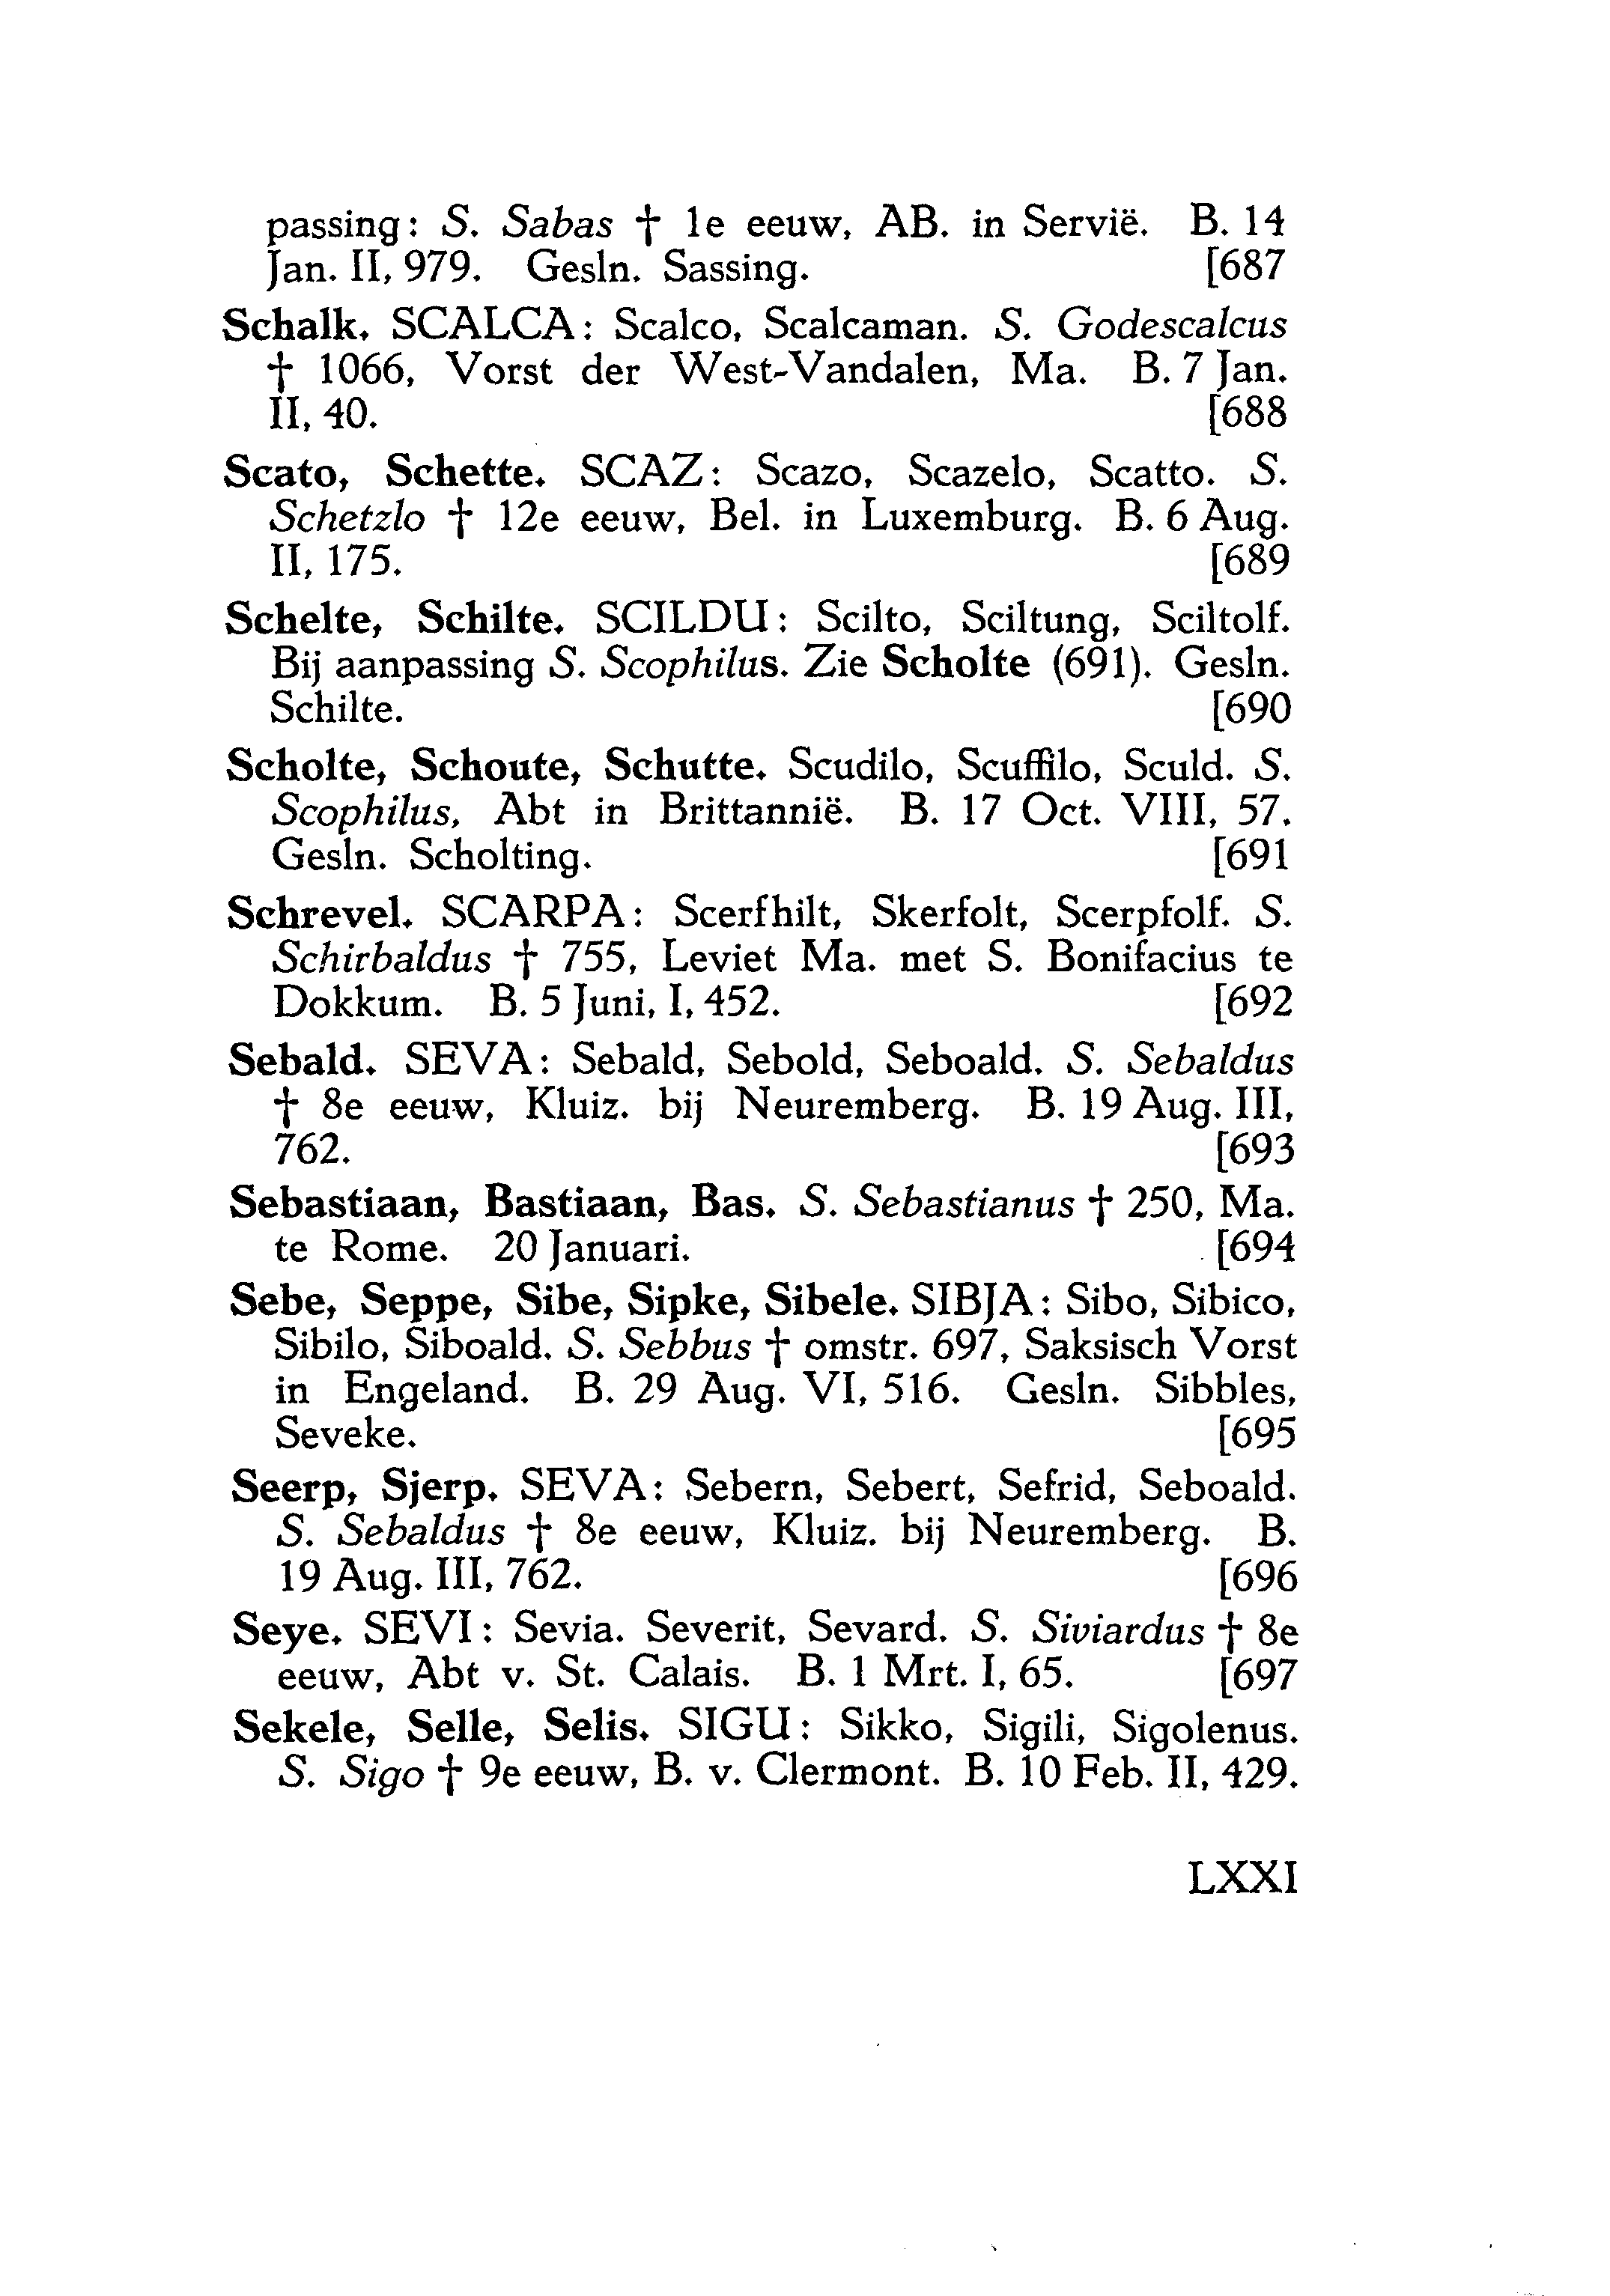 passing: S. Sabas † 1e eeuw, AB. in Servië. B. 14
Jan. II, 979. Gesln. Sassing. [687
Schalk. SCALCA: Scalco, Scalcaman. S. Godescalcus
† 1066, Vorst der West-Vandalen, Ma. B. 7 Jan.
II, 40. [688
Scato, Schette. SCAZ: Scazo, Scazelo, Scatto. S.
Schetzlo † 12e eeuw, Bel. in Luxemburg. B. 6 Aug.
II, 175. [689
Schelte, Schilte. SCILDU: Scilto, Sciltung, Sciltolf.
Bij aanpassing S. Scophilus. Zie Scholte (691). Gesln.
Schilte. [690
Scholte, Schoute, Schutte. Scudilo, Scuffilo, Sculd. S.
Scophilus, Abt in Brittannië. B. 17 Oct. VIII, 57.
Gesln. Scholting. [691
Schrevel. SCARPA: Scerfhilt, Skerfolt, Scerpfolf. S.
Schirbaldus † 755, Leviet Ma. met S. Bonifacius te
Dokkum. B. 5 Juni, I, 452. [692
Sebald. SEVA: Sebald, Sebold, Seboald. S. Sebaldus
† 8e eeuw, Kluiz. bij Neuremberg. B. 19 Aug. III,
762. [693
Sebastiaan, Bastiaan, Bas. S. Sebastianus † 250, Ma.
te Rome. 20 Januari. [694
Sebe, Seppe, Sibe, Sipke, Sibele. SIBJA: Sibo, Sibico,
Sibilo, Siboald. S. Sebbus † omstr. 697, Saksisch Vorst
in Engeland. B. 29 Aug. VI, 516. Gesln. Sibbles,
Seveke. [695
Seerp, Sjerp. SEVA: Sebern, Sebert, Sefrid, Seboald.
S. Sebaldus † 8e eeuw, Kluiz. bij Neuremberg. B.
19 Aug. III, 762. [696
Seye. SEVI: Sevia. Severit, Sevard. S. Siviardus † 8e
eeuw, Abt v. St. Calais. B. 1 Mrt. I, 65. [697
Sekele, Selle, Selis. SIGU: Sikko, Sigili, Sigolenus.
S. Sigo † 9e eeuw, B. v. Clermont. B. 10 Feb. II, 429.
LXXI